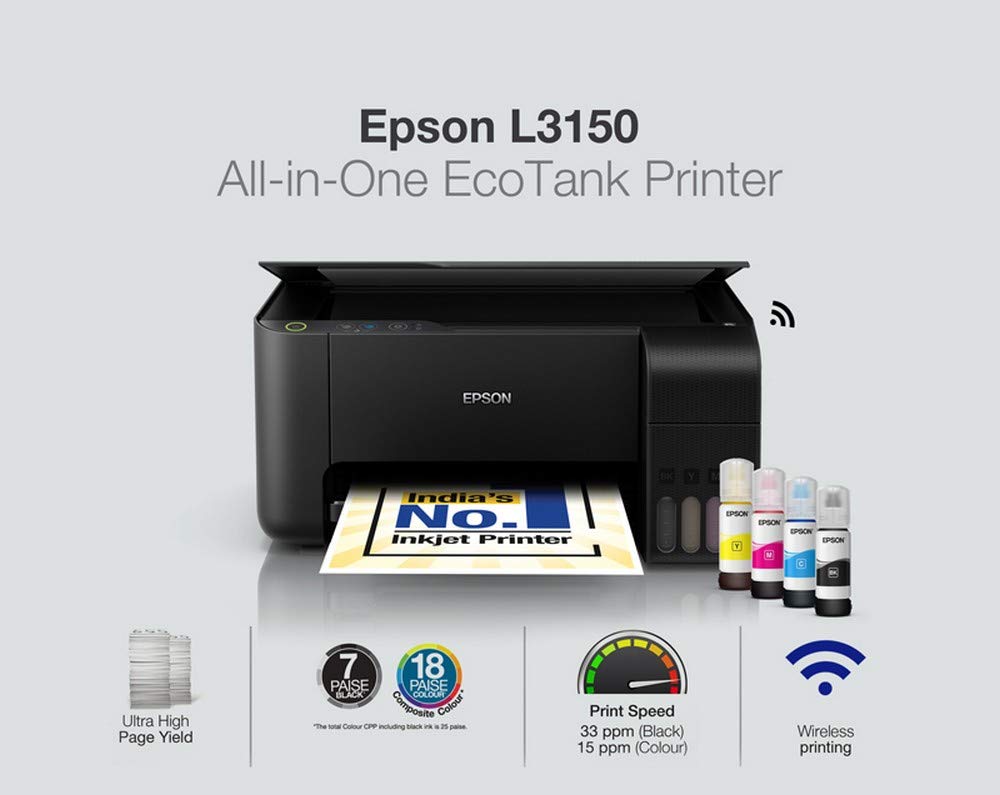 Epson L3150
All-in-One EcoTank Printer
EPSON
India's
No.1
Inkjet Printer
BK Y M
EPSON
Y
EPSON
M
EPSON
C
EPSON
BK
Ultra High
Page Yield
7
PAISE
BLACK*
18
PAISE
COLOUR*
Composite Colour*
*The total Colour CPP including black ink is 25 paise.
Print Speed
33 ppm (Black)
15 ppm (Colour)
Wireless
printing